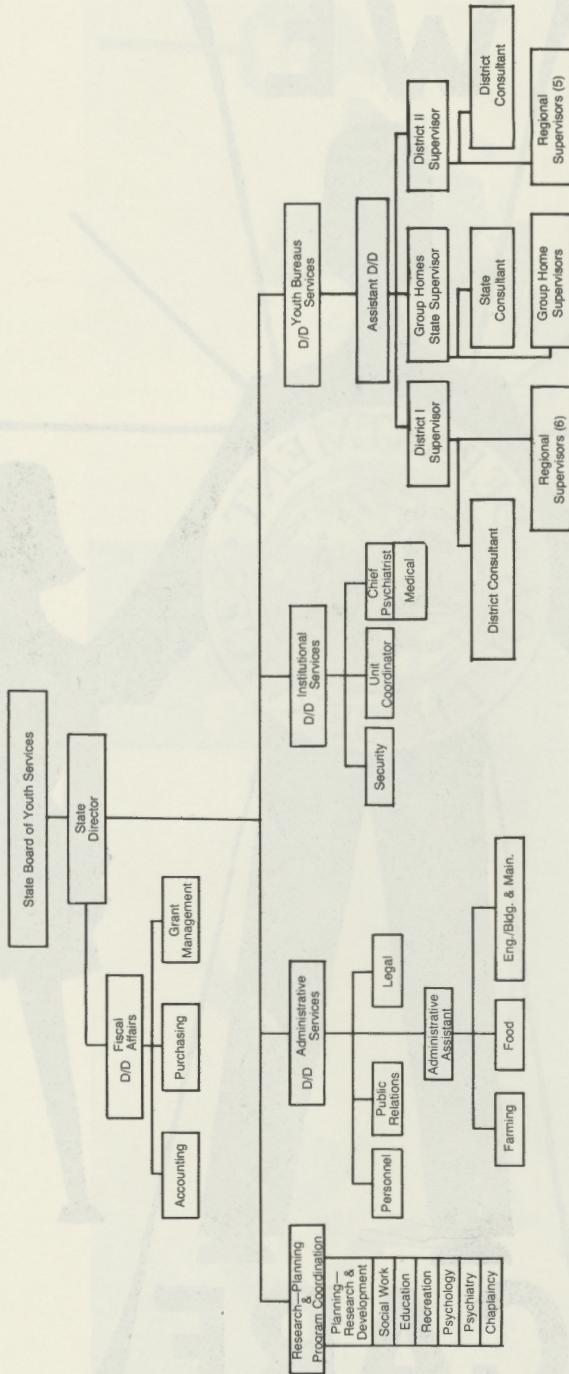 State Board of Youth Services
State
Director
D/D Fiscal
Affairs
Accounting
Purchasing
Grant
Management
Research—Planning
&
Program Coordination
Planning—
Research &
Development
Social Work
Education
Recreation
Psychology
Psychiatry
Chaplaincy
D/D Administrative
Services
Personnel
Public
Relations
Legal
Administrative
Assistant
Farming
Food
Eng./Bldg. & Main.
D/D Institutional
Services
Security
Unit
Coordinator
Chief
Psychiatrist
Medical
D/D Youth Bureaus
Services
Assistant D/D
District I
Supervisor
District Consultant
Regional
Supervisors (6)
Group Homes
State Supervisor
State
Consultant
Group Home
Supervisors
District II
Supervisor
District
Consultant
Regional
Supervisors (5)